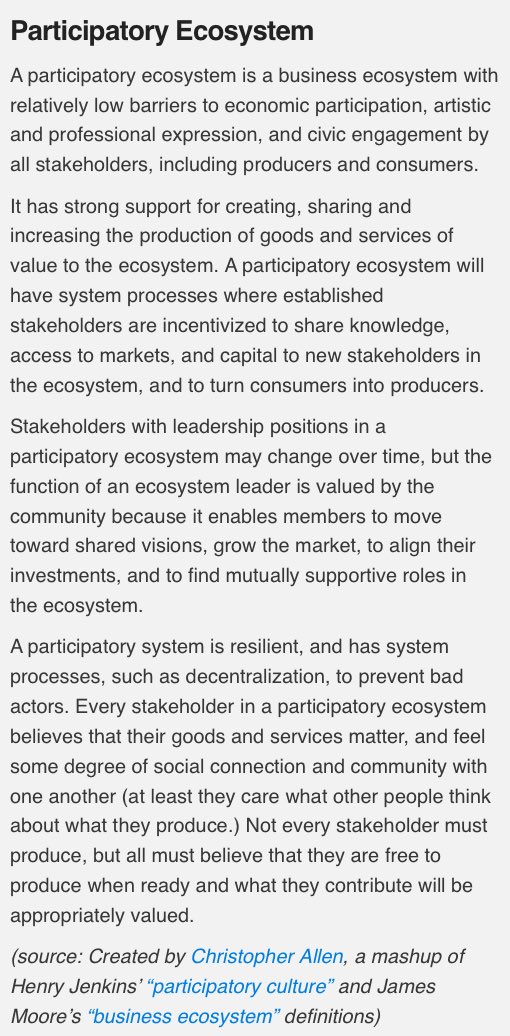 Participatory Ecosystem
A participatory ecosystem is a business ecosystem with
relatively low barriers to economic participation, artistic
and professional expression, and civic engagement by
all stakeholders, including producers and consumers.
It has strong support for creating, sharing and
increasing the production of goods and services of
value to the ecosystem. A participatory ecosystem will
have system processes where established
stakeholders are incentivized to share knowledge,
access to markets, and capital to new stakeholders in
the ecosystem, and to turn consumers into producers.
Stakeholders with leadership positions in a
participatory ecosystem may change over time, but the
function of an ecosystem leader is valued by the
community because it enables members to move
toward shared visions, grow the market, to align their
investments, and to find mutually supportive roles in
the ecosystem.
A participatory system is resilient, and has system
processes, such as decentralization, to prevent bad
actors. Every stakeholder in a participatory ecosystem
believes that their goods and services matter, and feel
some degree of social connection and community with
one another (at least they care what other people think
about what they produce.) Not every stakeholder must
produce, but all must believe that they are free to
produce when ready and what they contribute will be
appropriately valued.
(source: Created by Christopher Allen, a mashup of
Henry Jenkins’ “participatory culture” and James
Moore’s “business ecosystem” definitions)